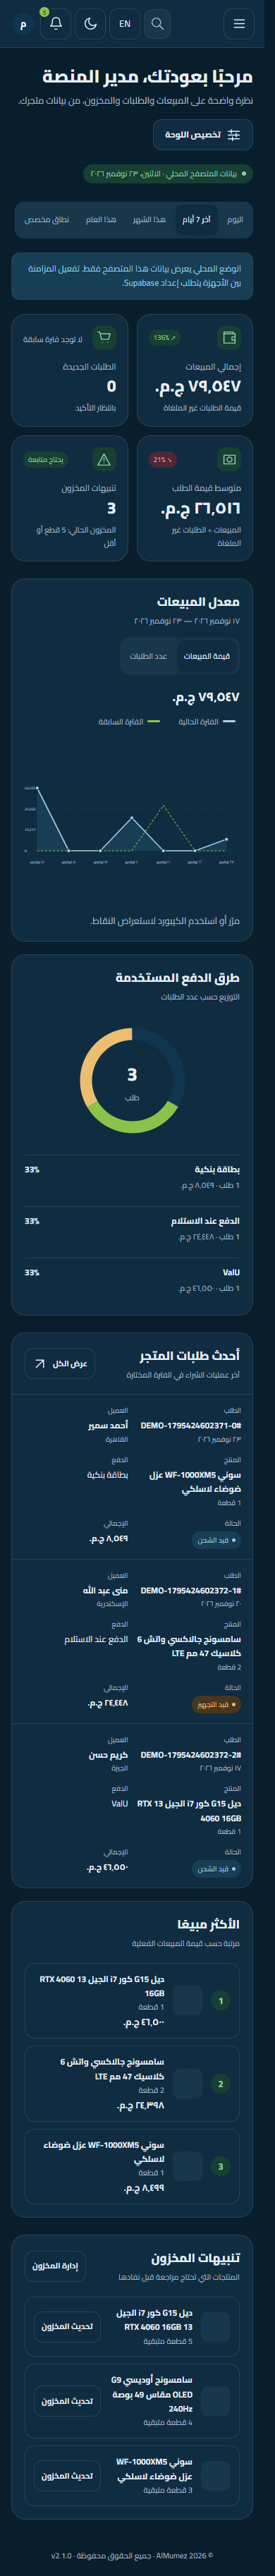 م
5
EN
مرحبًا بعودتك، مدير المنصة
نظرة واضحة على المبيعات والطلبات والمخزون، من بيانات متجرك.
تخصيص اللوحة
بيانات المتصفح المحلي · الاثنين، ٢٣ نوفمبر ٢٠٢٦
اليوم
آخر 7 أيام
هذا الشهر
هذا العام
نطاق مخصص
الوضع المحلي يعرض بيانات هذا المتصفح فقط. تفعيل المزامنة
بين الأجهزة يتطلب إعداد Supabase.
136%
إجمالي المبيعات
٧٩,٥٤٧ ج.م.
قيمة الطلبات غير الملغاة
لا توجد فترة سابقة
الطلبات الجديدة
0
بانتظار التأكيد
21%
متوسط قيمة الطلب
٢٦,٥١٦ ج.م.
المبيعات ÷ الطلبات غير
الملغاة
يحتاج متابعة
تنبيهات المخزون
3
المخزون الحالي: 5 قطع أو
أقل
معدل المبيعات
١٧ نوفمبر ٢٠٢٦ — ٢٣ نوفمبر ٢٠٢٦
قيمة المبيعات
عدد الطلبات
٧٩,٥٤٧ ج.م.
الفترة الحالية
الفترة السابقة
مرّر أو استخدم الكيبورد لاستعراض النقاط.
طرق الدفع المستخدمة
التوزيع حسب عدد الطلبات
3
طلب
بطاقة بنكية
33%
1 طلب · ٨,٥٤٩ ج.م.
الدفع عند الاستلام
33%
1 طلب · ٢٤,٤٤٨ ج.م.
ValU
33%
1 طلب · ٤٦,٥٥٠ ج.م.
أحدث طلبات المتجر
آخر عمليات الشراء في الفترة المختارة
عرض الكل
الطلب
العميل
DEMO-1795424602371-0#
أحمد سمير
٢٣ نوفمبر ٢٠٢٦
القاهرة
المنتج
الدفع
سوني WF-1000XM5 عزل
ضوضاء لاسلكي
بطاقة بنكية
1 قطعة
الحالة
الإجمالي
قيد الشحن
٨,٥٤٩ ج.م.
الطلب
العميل
DEMO-1795424602372-1#
منى عبد الله
٢٠ نوفمبر ٢٠٢٦
الإسكندرية
المنتج
الدفع
سامسونج جالاكسي واتش 6
كلاسيك 47 مم LTE
الدفع عند الاستلام
2 قطعة
الحالة
الإجمالي
قيد التجهيز
٢٤,٤٤٨ ج.م.
الطلب
العميل
DEMO-1795424602372-2#
كريم حسن
١٧ نوفمبر ٢٠٢٦
الجيزة
المنتج
الدفع
ديل G15 كور i7 الجيل 13 RTX
4060 16GB
ValU
1 قطعة
الحالة
الإجمالي
قيد الشحن
٤٦,٥٥٠ ج.م.
الأكثر مبيعًا
مرتبة حسب قيمة المبيعات الفعلية
1
ديل G15 كور i7 الجيل 13 RTX 4060
16GB
1 قطعة
٤٦,٥٠٠ ج.م.
2
سامسونج جالاكسي واتش 6
كلاسيك 47 مم LTE
2 قطعة
٢٤,٣٩٨ ج.م.
3
سوني WF-1000XM5 عزل ضوضاء
لاسلكي
1 قطعة
٨,٤٩٩ ج.م.
تنبيهات المخزون
المنتجات التي تحتاج مراجعة قبل نفادها
إدارة المخزون
ديل G15 كور i7 الجيل
13 RTX 4060 16GB
5 قطعة متبقية
تحديث المخزون
سامسونج أوديسي G9
OLED مقاس 49 بوصة
240Hz
4 قطعة متبقية
تحديث المخزون
سوني WF-1000XM5
عزل ضوضاء لاسلكي
3 قطعة متبقية
تحديث المخزون
© 2026 AlMumez · جميع الحقوق محفوظة · v2.1.0